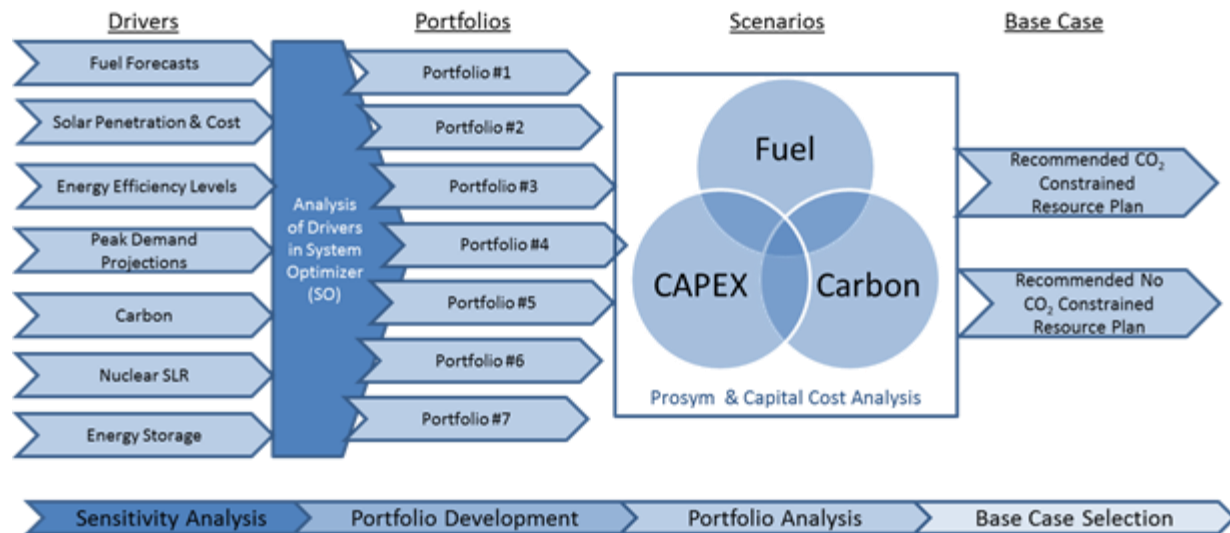 Drivers
Portfolios
Scenarios
Base Case
Fuel Forecasts
Solar Penetration & Cost
Energy Efficiency Levels
Peak Demand
Projections
Carbon
Nuclear SLR
Energy Storage
Analysis
of Drivers
in System
Optimizer
(SO)
Portfolio #1
Portfolio #2
Portfolio #3
Portfolio #4
Portfolio #5
Portfolio #6
Portfolio #7
Fuel
CAPEX
Carbon
Prosym & Capital Cost Analysis
Recommended CO₂
Constrained
Resource Plan
Recommended No
CO₂ Constrained
Resource Plan
Sensitivity Analysis
Portfolio Development
Portfolio Analysis
Base Case Selection